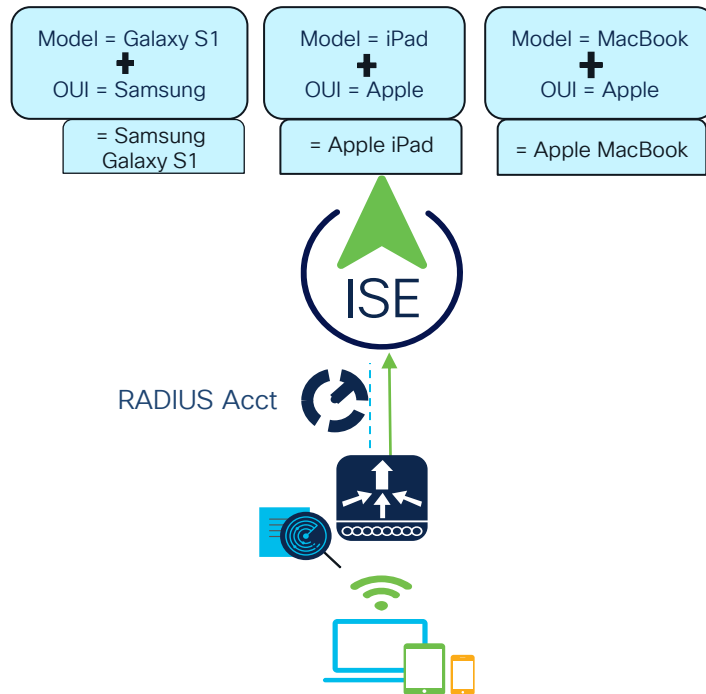 Model = Galaxy S1
+
OUI = Samsung
= Samsung
Galaxy S1
Model = iPad
+
OUI = Apple
= Apple iPad
Model = MacBook
+
OUI = Apple
= Apple MacBook
ISE
RADIUS Acct